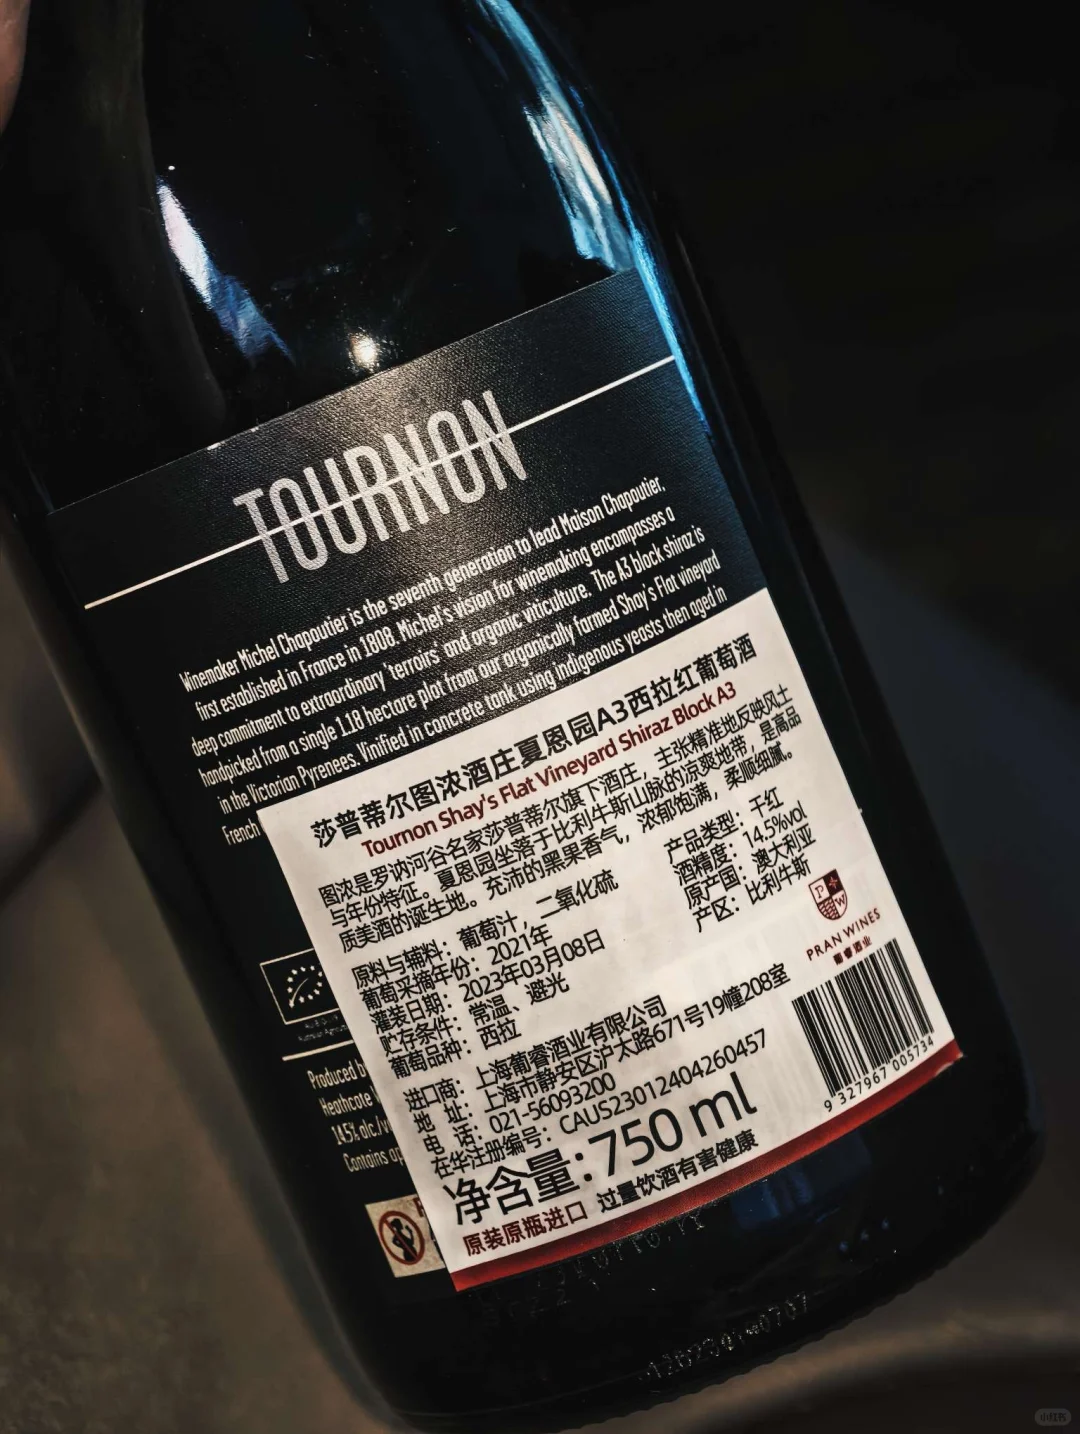 TOURNON
Winemaker Michel Chapoutier is the seventh generation to lead Maison Chapoutier,
first established in France in 1808. Michel's vision for winemaking encompasses a
deep commitment to extraordinary 'terroirs' and organic viticulture. The A3 block shiraz is
handpicked from a single 1.18 hectare plot from our organically farmed Shay's Flat vineyard
in the Victorian Pyrenees. Vinified in concrete tank using indigenous yeasts then aged in
French
莎普蒂尔图浓酒庄夏恩园A3西拉红葡萄酒
Tournon Shay's Flat Vineyard Shiraz Block A3
图浓是罗讷河谷名家莎普蒂尔旗下酒庄，主张精准地反映风土
与年份特征。夏恩园坐落于比利牛斯山脉的凉爽地带，是高品
质美酒的诞生地。充沛的黑果香气，浓郁饱满，柔顺细腻。
原料与辅料：葡萄汁，二氧化硫
葡萄采摘年份：2021年
灌装日期：2023年03月08日
贮存条件：常温、避光
葡萄品种：西拉
产品类型：干红
酒精度：14.5%vol
原产国：澳大利亚
产区：比利牛斯
PRAN WINES
葡睿酒业
进口商：上海葡睿酒业有限公司
地 址：上海市静安区沪太路671号19幢208室
电 话：021-56093200
在华注册编号：CAUS23012404260457
净含量：750 ml
原装原瓶进口 过量饮酒有害健康
9 327967 005734
Produced by
Heathcote
14.5% alc/v
Contains
小红书